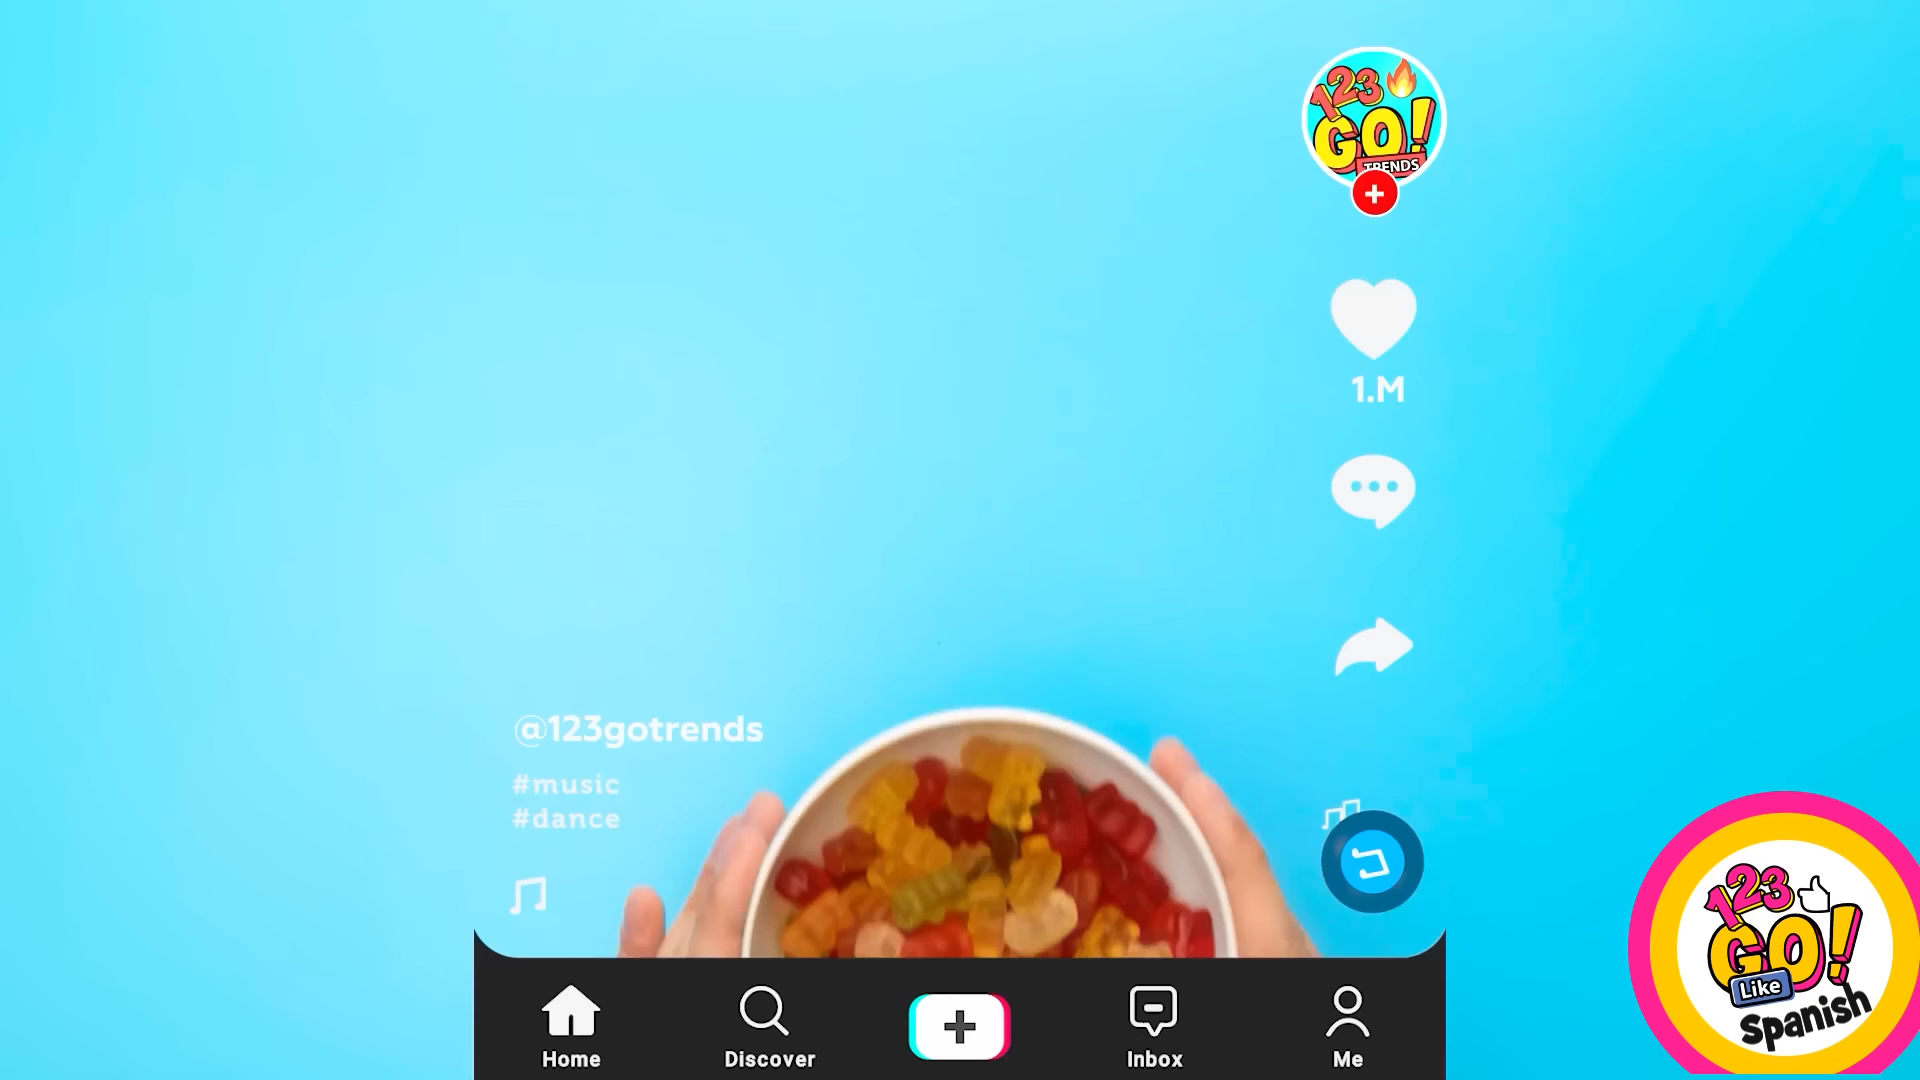 123
GO!
TRENDS
1.M
@123gotrends
#music
#dance
Home
Discover
Inbox
Me
123
GO!
Like
Spanish